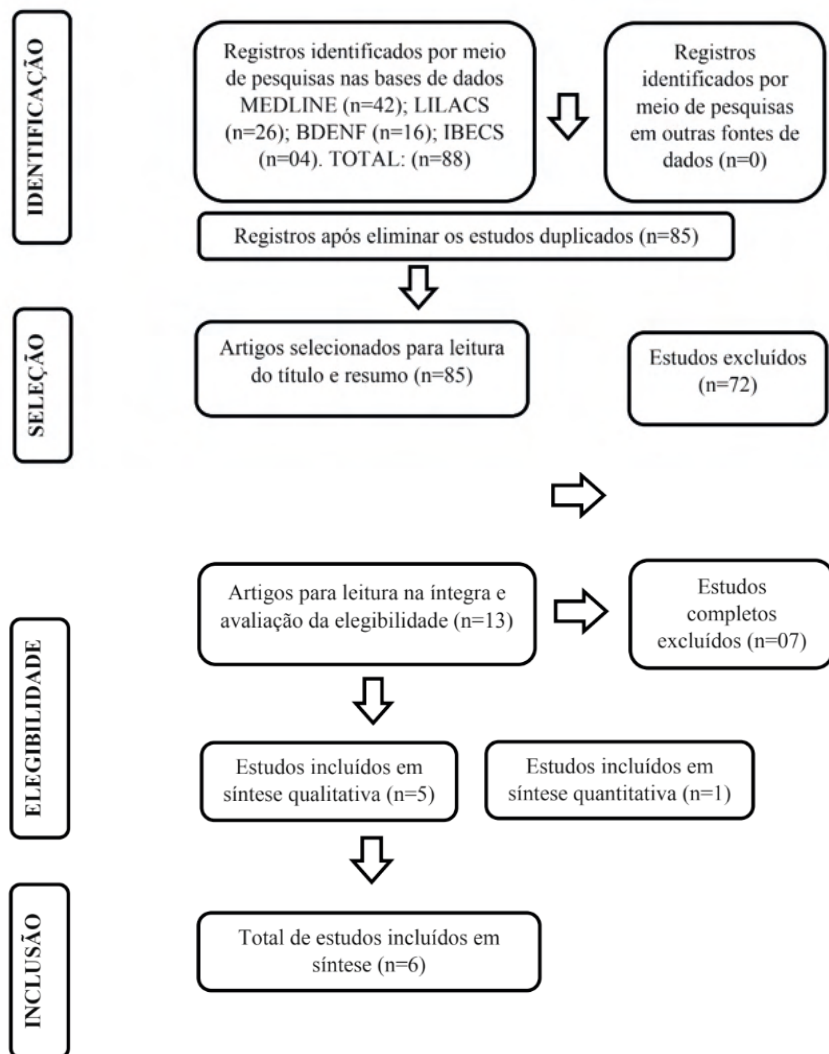 IDENTIFICAÇÃO
Registros identificados por meio
de pesquisas nas bases de dados
MEDLINE (n=42); LILACS
(n=26); BDENF (n=16); IBECS
(n=04). TOTAL: (n=88)
Registros
identificados por
meio de pesquisas
em outras fontes de
dados (n=0)
Registros após eliminar os estudos duplicados (n=85)
SELEÇÃO
Artigos selecionados para leitura
do título e resumo (n=85)
Estudos excluídos
(n=72)
ELEGIBILIDADE
Artigos para leitura na íntegra e
avaliação da elegibilidade (n=13)
Estudos
completos
excluídos (n=07)
Estudos incluídos em
síntese qualitativa (n=5)
Estudos incluídos em
síntese quantitativa (n=1)
INCLUSÃO
Total de estudos incluídos em
síntese (n=6)